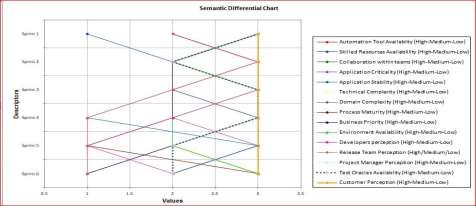 Semantic Differential Chart
Sprint 1
Sprint 2
Sprint 3
Sprint 4
Sprint 5
Sprint 6
Descriptors
0.5 1 1.5 2 2.5 3 3.5
Values
Automation Tool Availability (High-Medium-Low)
Skilled Resources Availability (High-Medium-Low)
Collaboration within teams (High-Medium-Low)
Application Criticality (High-Medium-Low)
Application Stability (High-Medium-Low)
Technical Complexity (High-Medium-Low)
Domain Complexity (High-Medium-Low)
Process Maturity (High-Medium-Low)
Business Priority (High-Medium-Low)
Environment Availability (High-Medium-Low)
Developers perception (High-Medium-Low)
Release Team Perception (High/Medium/Low)
Project Manager Perception (High-Medium-Low)
Test Oracles Availability (High-Medium-Low)
Customer Perception (High-Medium-Low)